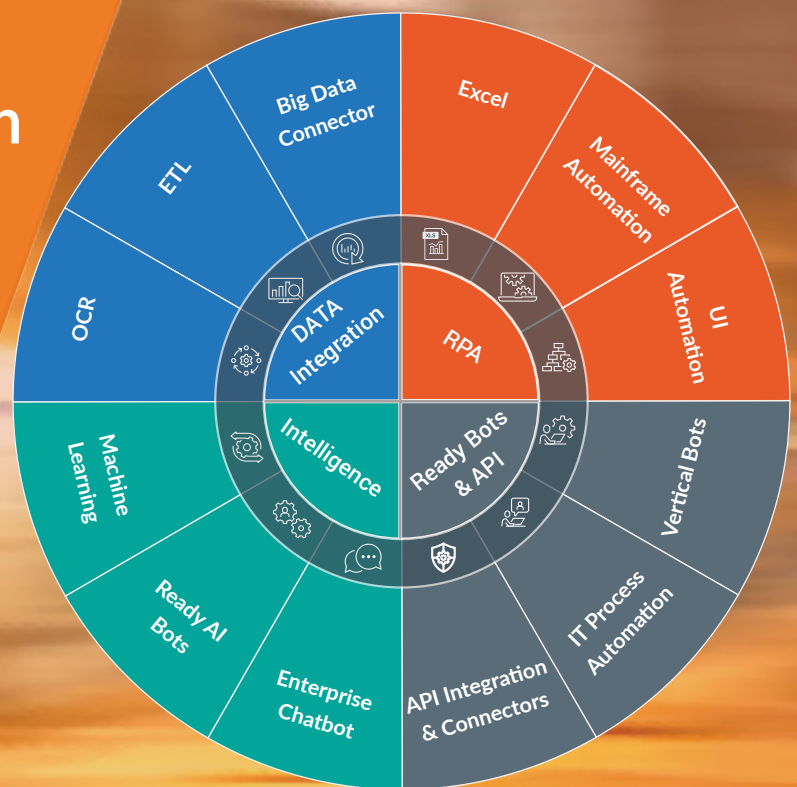 n
Big Data
Connector
Excel
Mainframe
Automation
UI
Automation
ETL
OCR
XLS
DATA
Integration
RPA
Intelligence
Ready Bots
& API
Machine
Learning
Ready AI
Bots
Enterprise
Chatbot
API Integration
& Connectors
IT Process
Automation
Vertical Bots